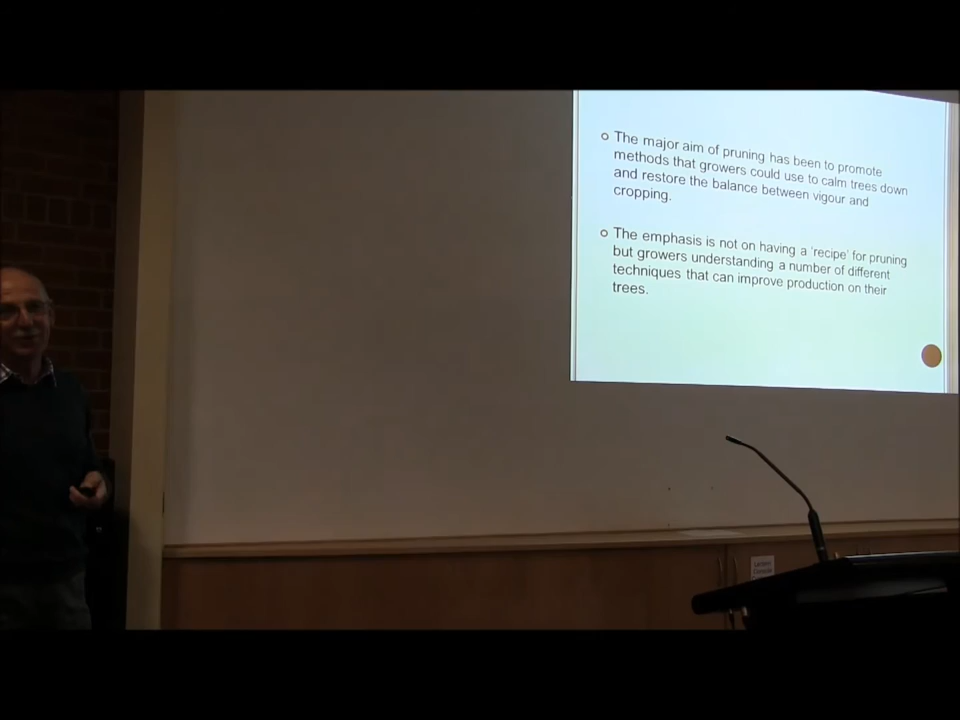 The major aim of pruning has been to promote
methods that growers could use to calm trees down
and restore the balance between vigour and
cropping.
The emphasis is not on having a 'recipe' for pruning
but growers understanding a number of different
techniques that can improve production on their
trees.